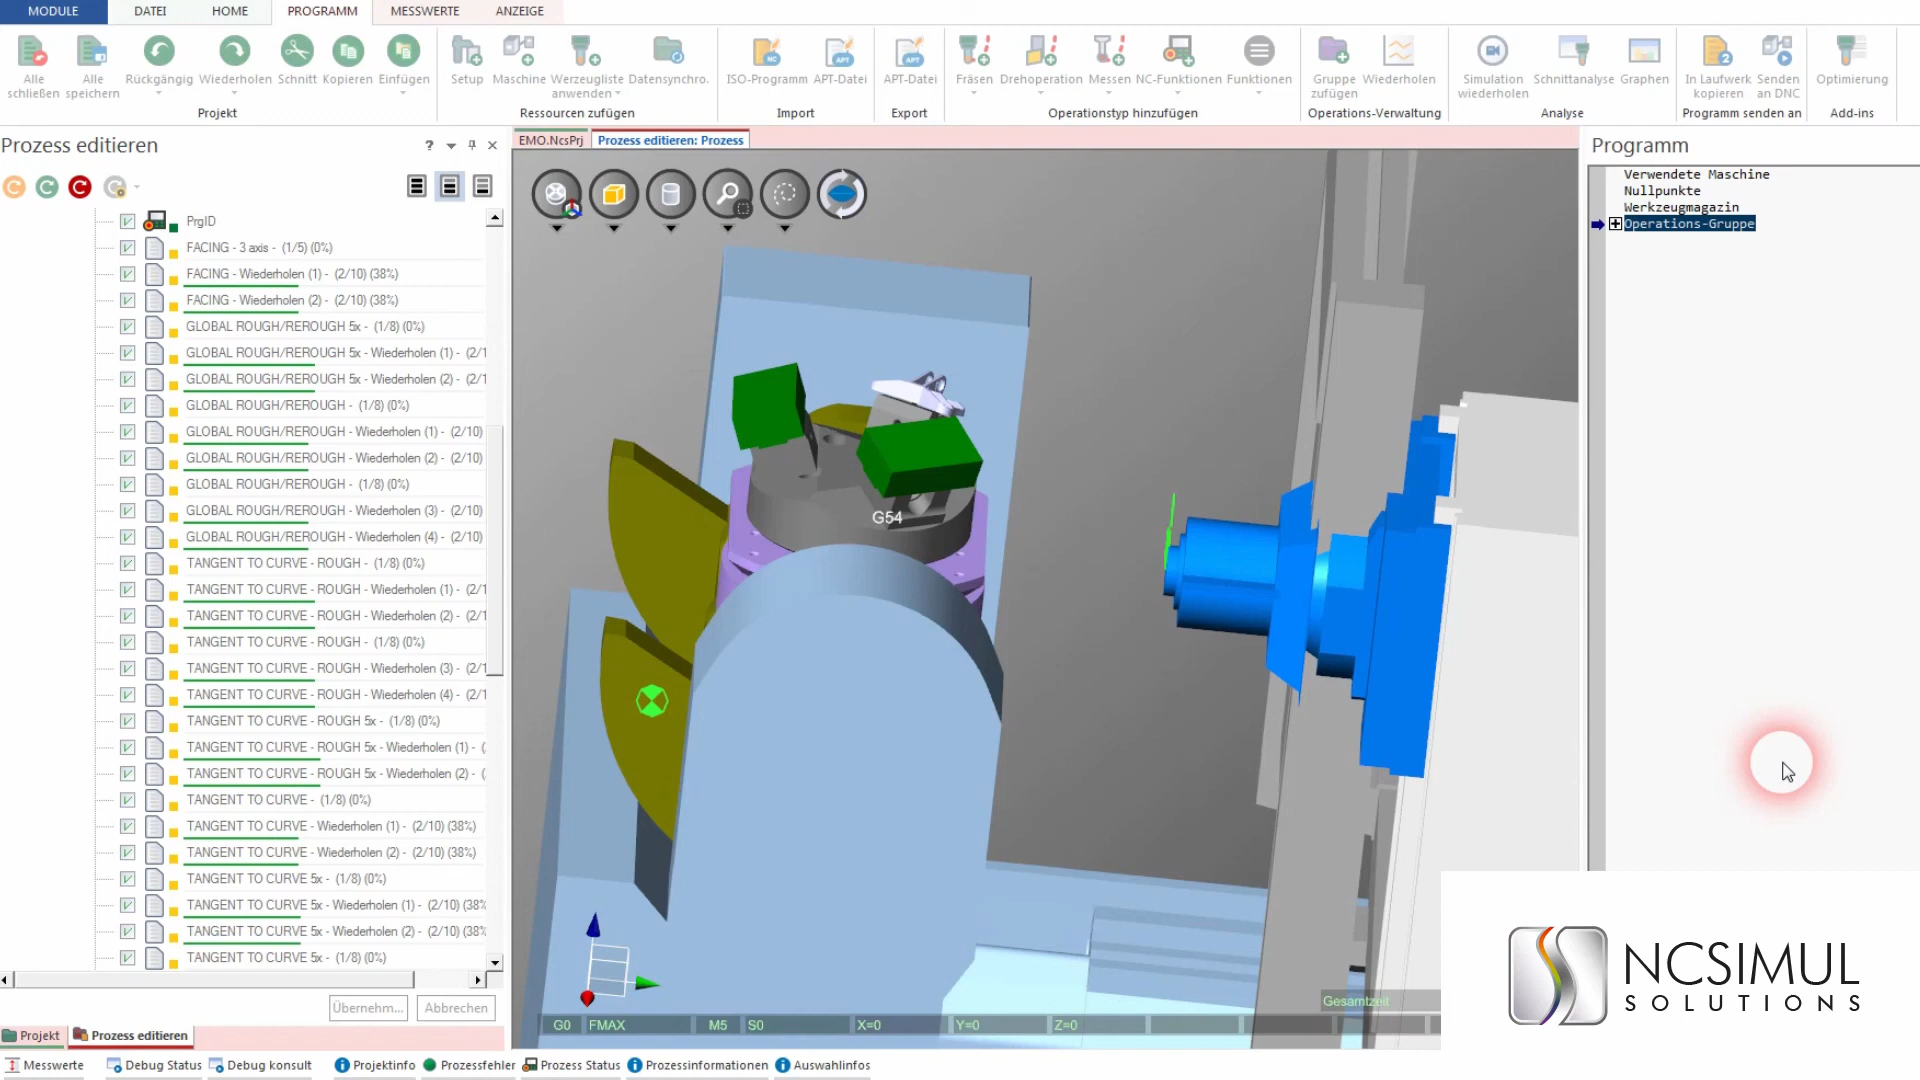 MODULE DATEI HOME PROGRAMM MESSWERTE ANZEIGE
Alle schließen
Alle speichern
Rückgängig
Wiederholen
Schnitt
Kopieren
Einfügen
Setup
Maschine
Werzeugliste anwenden
Datensynchro.
ISO-Programm
APT-Datei
APT-Datei
Fräsen
Drehoperation
Messen
NC-Funktionen
Funktionen
Gruppe zufügen
Wiederholen
Simulation wiederholen
Schnittanalyse
Graphen
In Laufwerk kopieren
Senden an DNC
Optimierung
Projekt
Ressourcen zufügen
Import
Export
Operationstyp hinzufügen
Operations-Verwaltung
Analyse
Programm senden an
Add-ins
Prozess editieren
EMO.NcsPrj
Prozess editieren: Prozess
Programm
Verwendete Maschine
Nullpunkte
Werkzeugmagazin
Operations-Gruppe
PrgID
FACING - 3 axis - (1/5) (0%)
FACING - Wiederholen (1) - (2/10) (38%)
FACING - Wiederholen (2) - (2/10) (38%)
GLOBAL ROUGH/REROUGH 5x - (1/8) (0%)
GLOBAL ROUGH/REROUGH 5x - Wiederholen (1) - (2/1
GLOBAL ROUGH/REROUGH 5x - Wiederholen (2) - (2/1
GLOBAL ROUGH/REROUGH - (1/8) (0%)
GLOBAL ROUGH/REROUGH - Wiederholen (1) - (2/10)
GLOBAL ROUGH/REROUGH - Wiederholen (2) - (2/10)
GLOBAL ROUGH/REROUGH - (1/8) (0%)
GLOBAL ROUGH/REROUGH - Wiederholen (3) - (2/10)
GLOBAL ROUGH/REROUGH - Wiederholen (4) - (2/10)
TANGENT TO CURVE - ROUGH - (1/8) (0%)
TANGENT TO CURVE - ROUGH - Wiederholen (1) - (2/1
TANGENT TO CURVE - ROUGH - Wiederholen (2) - (2/1
TANGENT TO CURVE - ROUGH - (1/8) (0%)
TANGENT TO CURVE - ROUGH - Wiederholen (3) - (2/1
TANGENT TO CURVE - ROUGH - Wiederholen (4) - (2/1
TANGENT TO CURVE - ROUGH 5x - (1/8) (0%)
TANGENT TO CURVE - ROUGH 5x - Wiederholen (1) - (
TANGENT TO CURVE - ROUGH 5x - Wiederholen (2) - (
TANGENT TO CURVE - (1/8) (0%)
TANGENT TO CURVE - Wiederholen (1) - (2/10) (38%)
TANGENT TO CURVE - Wiederholen (2) - (2/10) (38%)
TANGENT TO CURVE 5x - (1/8) (0%)
TANGENT TO CURVE 5x - Wiederholen (1) - (2/10) (38%
TANGENT TO CURVE 5x - Wiederholen (2) - (2/10) (38%
TANGENT TO CURVE 5x - (1/8) (0%)
G54
Übernehm... Abbrechen
Gesamtzeit
G0 FMAX M5 S0 X=0 Y=0 Z=0
NCSIMUL
SOLUTIONS
Projekt Prozess editieren
Messwerte Debug Status Debug konsult Projektinfo Prozessfehler Prozess Status Prozessinformationen Auswahlinfos